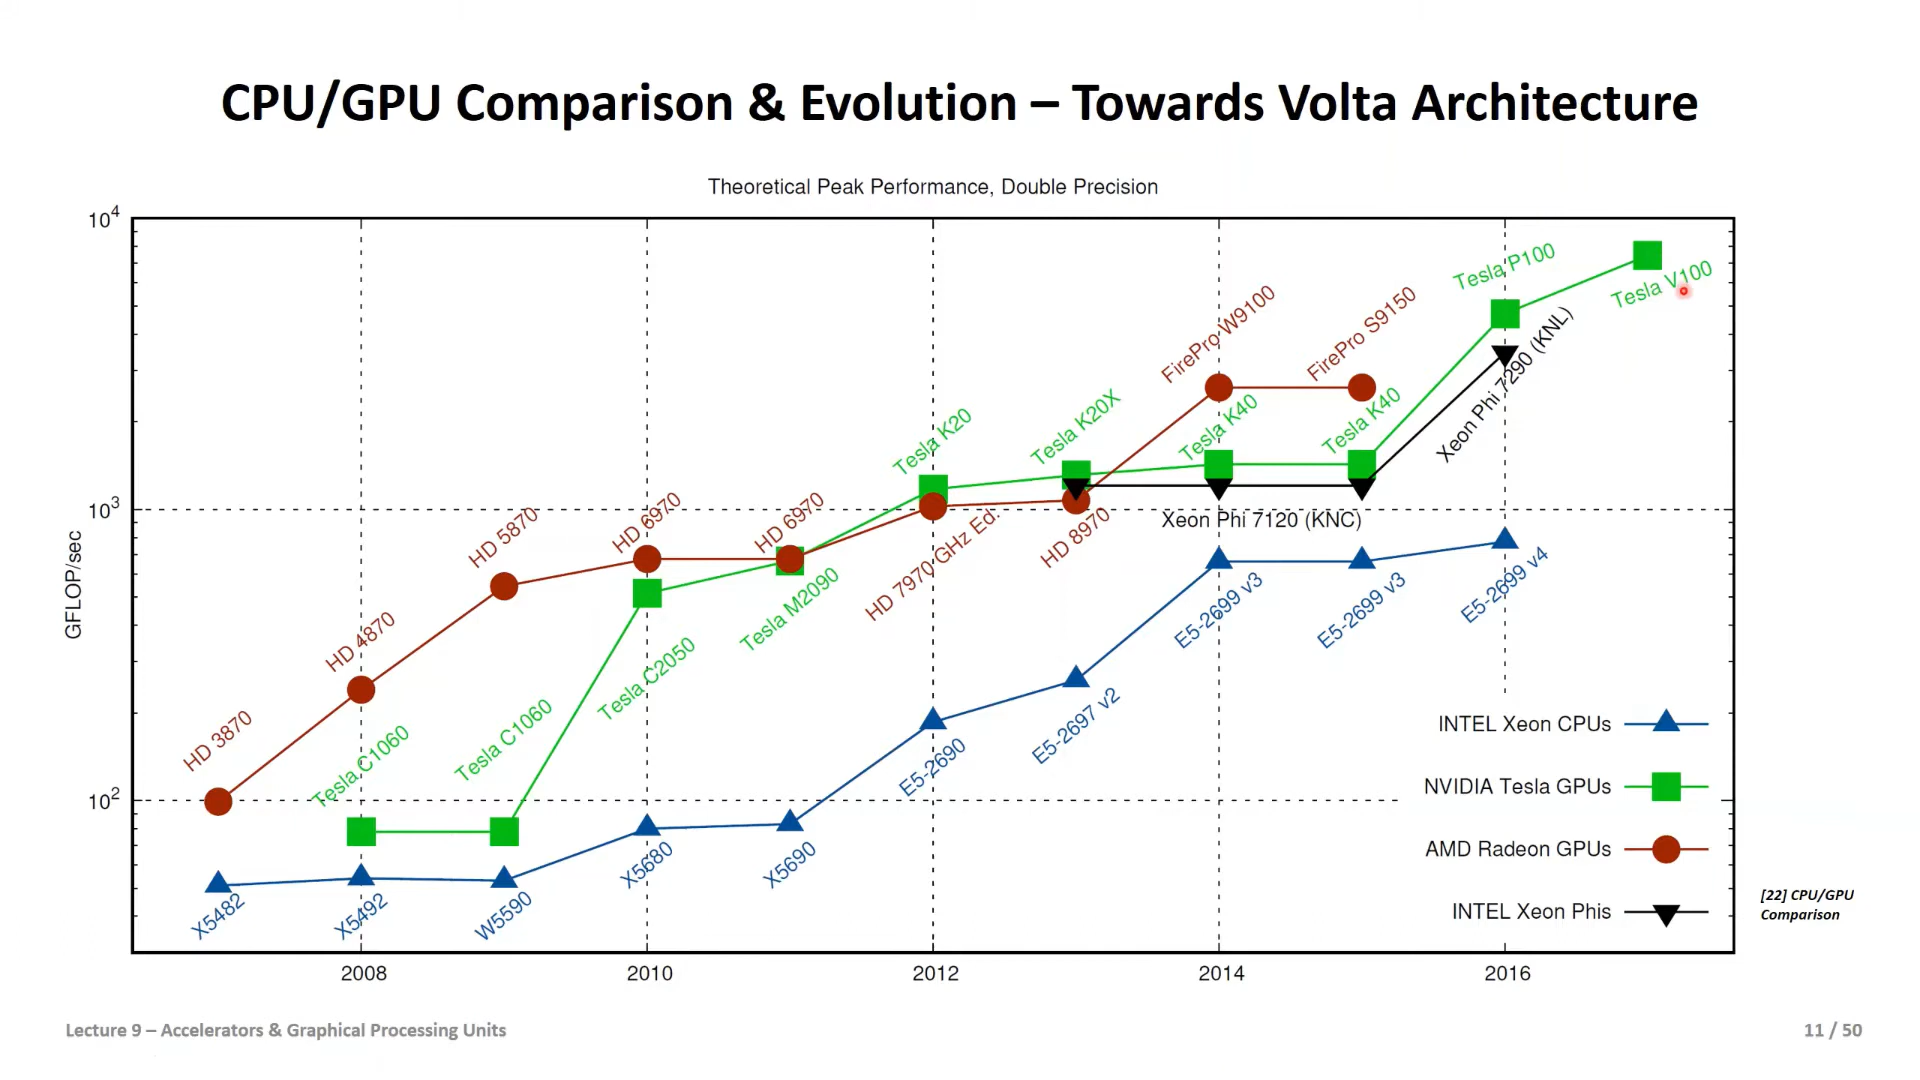 CPU/GPU Comparison & Evolution – Towards Volta Architecture
Theoretical Peak Performance, Double Precision
GFLOP/sec
10^4
10^3
10^2
2008
2010
2012
2014
2016
HD 3870
HD 4870
HD 5870
HD 6970
HD 6970
HD 7970 GHz Ed.
HD 8970
FirePro W9100
FirePro S9150
Tesla C1060
Tesla C1060
Tesla C2050
Tesla M2090
Tesla K20
Tesla K20X
Tesla K40
Tesla K40
Tesla P100
Tesla V100
Xeon Phi 7120 (KNC)
Xeon Phi 7290 (KNL)
X5482
X5492
W5590
X5680
X5690
E5-2690
E5-2697 v2
E5-2699 v3
E5-2699 v3
E5-2699 v4
INTEL Xeon CPUs
NVIDIA Tesla GPUs
AMD Radeon GPUs
INTEL Xeon Phis
[22] CPU/GPU
Comparison
Lecture 9 – Accelerators & Graphical Processing Units
11 / 50